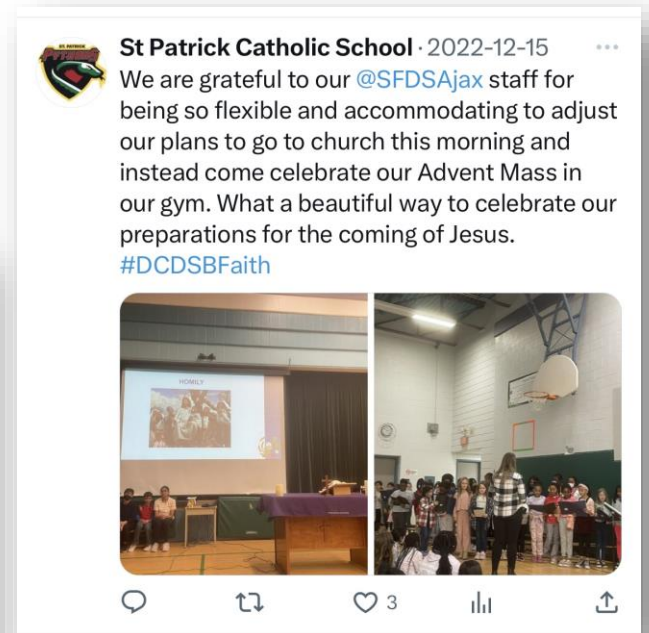 St Patrick Catholic School · 2022-12-15
We are grateful to our @SFDSAjax staff for
being so flexible and accommodating to adjust
our plans to go to church this morning and
instead come celebrate our Advent Mass in
our gym. What a beautiful way to celebrate our
preparations for the coming of Jesus.
#DCDSBFaith
HOMILY
3